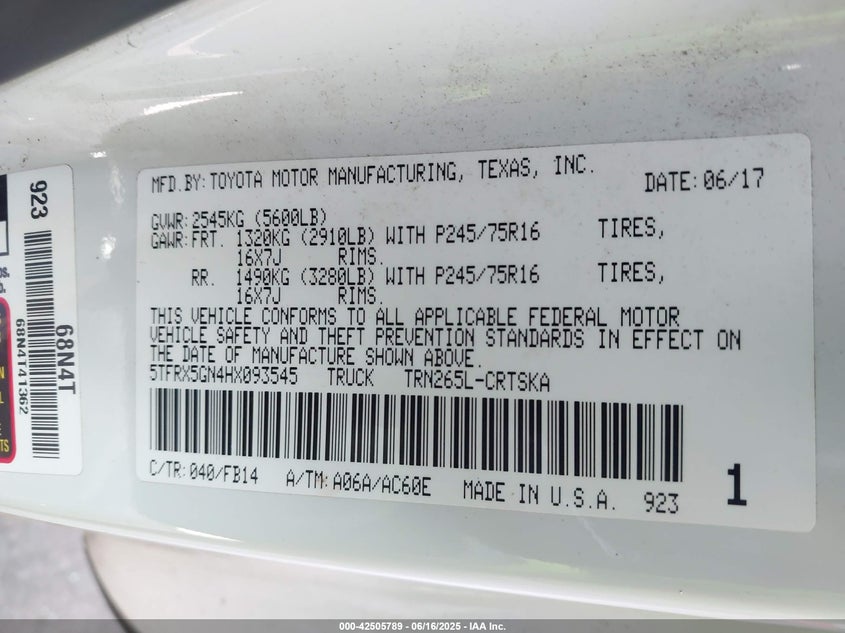 MFD.BY: TOYOTA MOTOR MANUFACTURING, TEXAS, INC. DATE: 06/17
GVWR: 2545KG (5600LB)
GAWR: FRT. 1320KG (2910LB) WITH P245/75R16 TIRES,
16X7J RIMS.
RR. 1490KG (3280LB) WITH P245/75R16 TIRES,
16X7J RIMS.
THIS VEHICLE CONFORMS TO ALL APPLICABLE FEDERAL MOTOR
VEHICLE SAFETY AND THEFT PREVENTION STANDARDS IN EFFECT ON
THE DATE OF MANUFACTURE SHOWN ABOVE.
5TFRX5GN4HX093545 TRUCK TRN265L-CRTSKA
C/TR: 040/FB14 A/TM: A06A/AC60E MADE IN U.S.A. 923
1
923
68N4T
68N4T41362
000-42505789 - 06/16/2025 - IAA Inc.